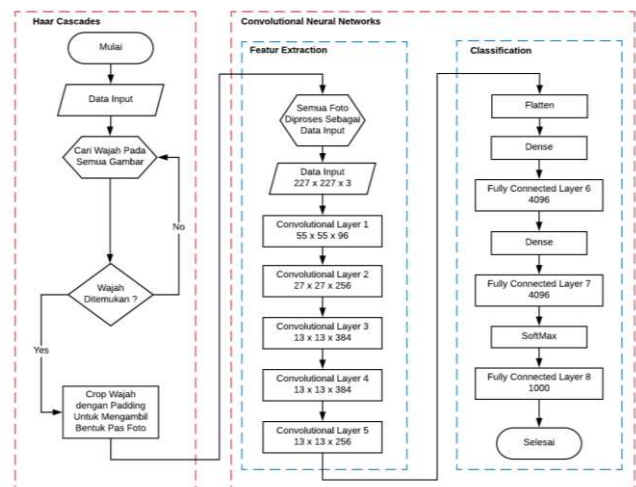 Haar Cascades
Mulai
Data Input
Cari Wajah Pada
Semua Gambar
No
Wajah
Ditemukan ?
Yes
Crop Wajah
dengan Padding
Untuk Mengambil
Bentuk Pas Foto
Convolutional Neural Networks
Featur Extraction
Semua Foto
Diproses Sebagai
Data Input
Data Input
227 x 227 x 3
Convolutional Layer 1
55 x 55 x 96
Convolutional Layer 2
27 x 27 x 256
Convolutional Layer 3
13 x 13 x 384
Convolutional Layer 4
13 x 13 x 384
Convolutional Layer 5
13 x 13 x 256
Classification
Flatten
Dense
Fully Connected Layer 6
4096
Dense
Fully Connected Layer 7
4096
SoftMax
Fully Connected Layer 8
1000
Selesai